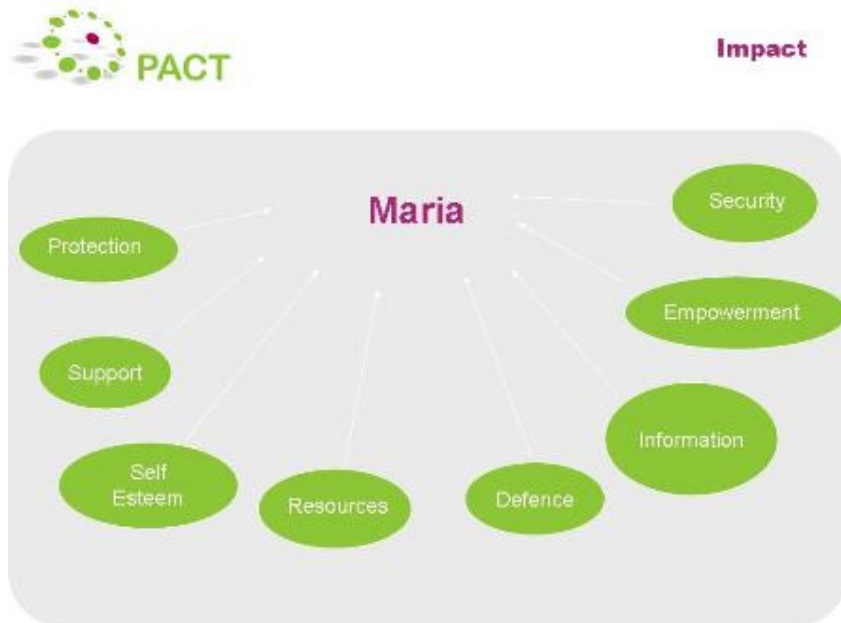 PACT
Impact
Maria
Security
Protection
Empowerment
Support
Information
Self
Esteem
Resources
Defence